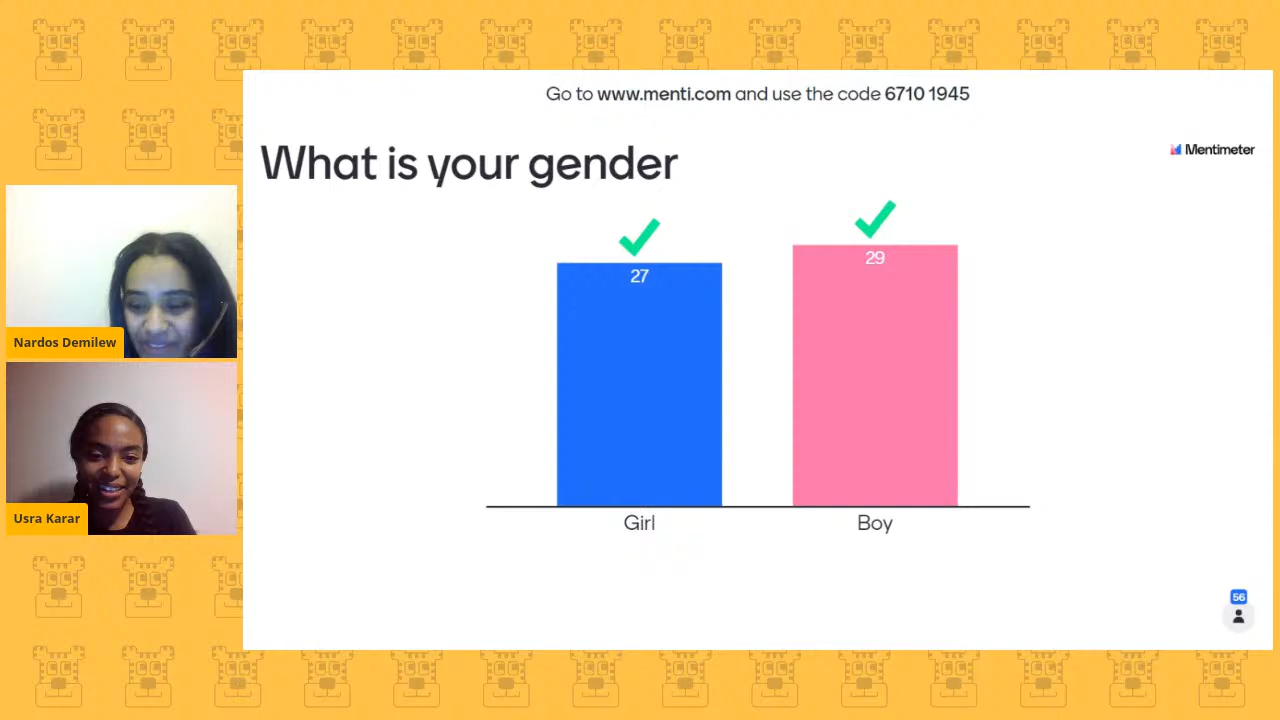 Go to www.menti.com and use the code 6710 1945
What is your gender
Mentimeter
27
29
Girl
Boy
Nardos Demilew
Usra Karar
56